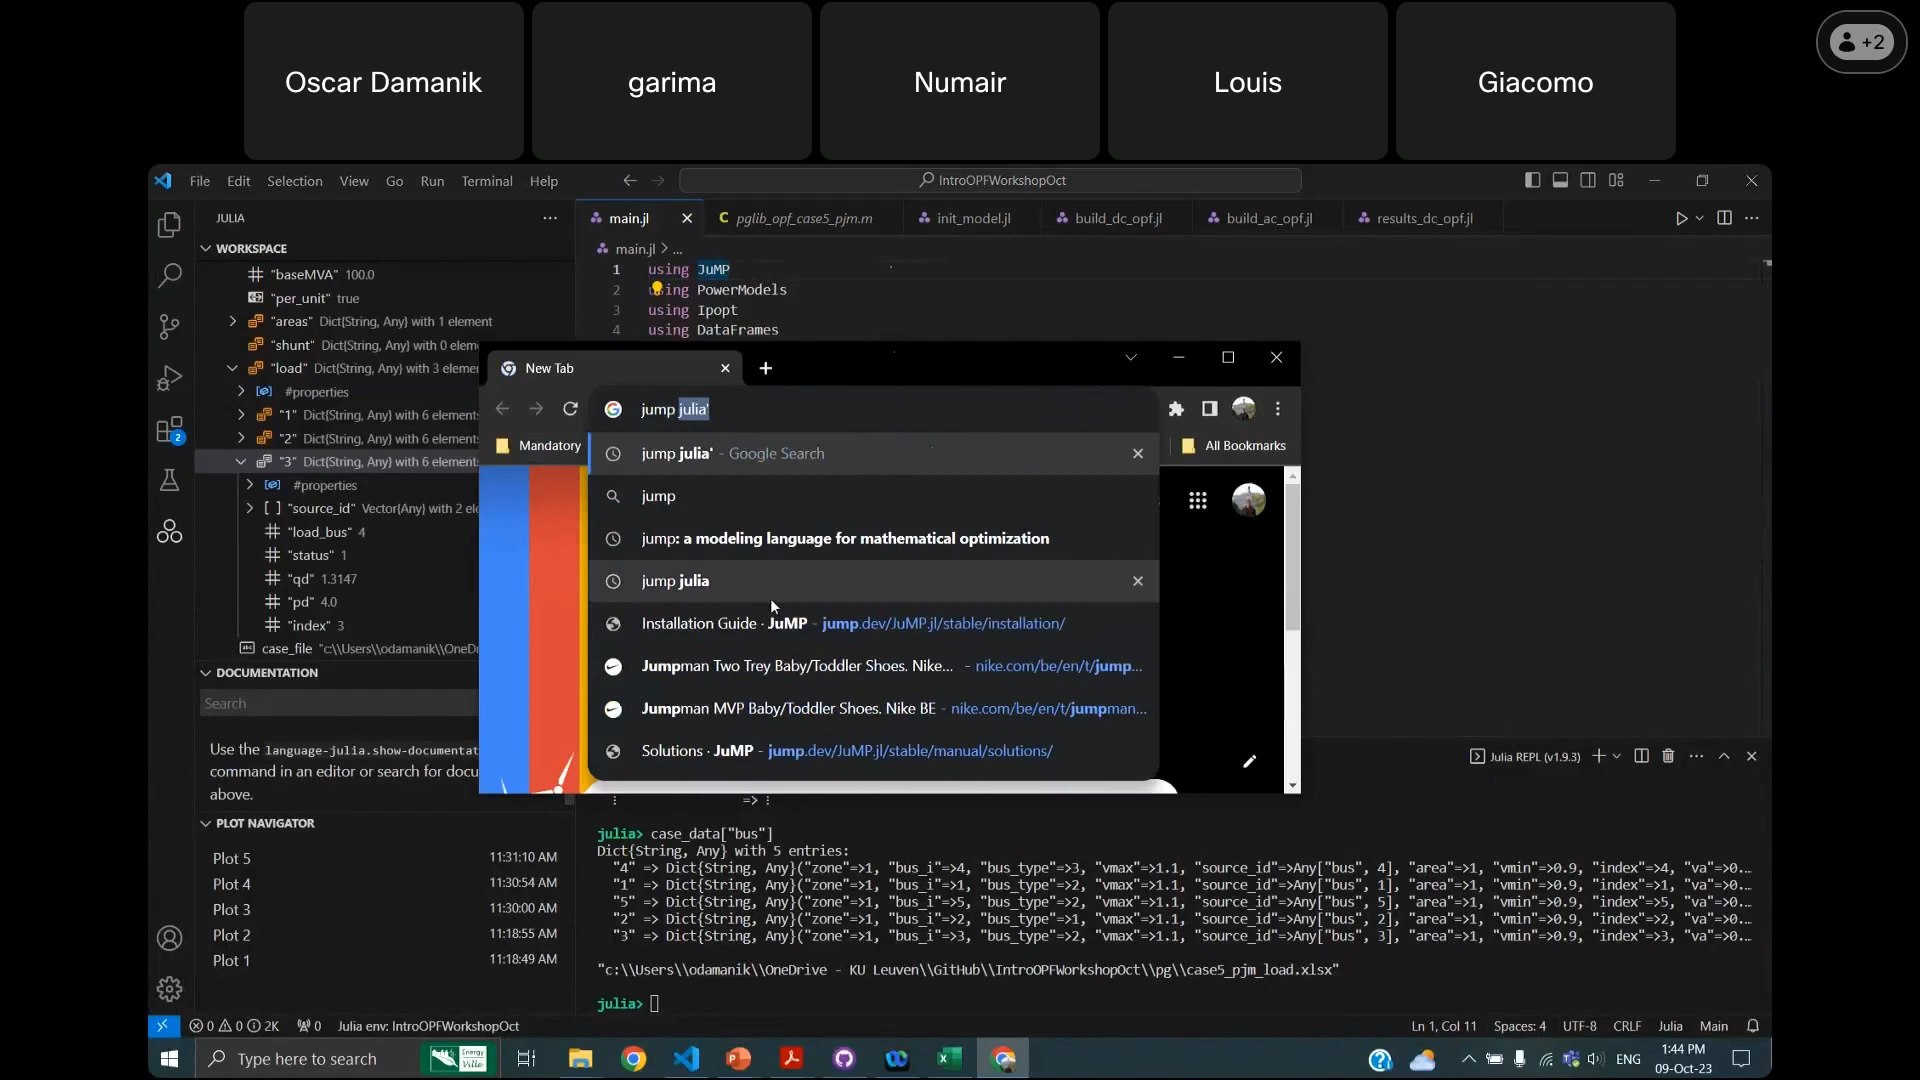 Oscar Damanik
garima
Numair
Louis
Giacomo
+2
File Edit Selection View Go Run Terminal Help
IntroOPFWorkshopOct
JULIA
main.jl
pglib_opf_case5_pjm.m
init_model.jl
build_dc_opf.jl
build_ac_opf.jl
results_dc_opf.jl
WORKSPACE
main.jl > ...
"baseMVA" 100.0
"per_unit" true
"areas" Dict{String, Any} with 1 element
"shunt" Dict{String, Any} with 0 elem
"load" Dict{String, Any} with 3 eleme
#properties
"1" Dict{String, Any} with 6 elements
"2" Dict{String, Any} with 6 elements
"3" Dict{String, Any} with 6 elements
#properties
"source_id" Vector{Any} with 2 ele
"load_bus" 4
"status" 1
"qd" 1.3147
"pd" 4.0
"index" 3
case_file "c:\\Users\\odamanik\\OneDri
1 using JuMP
2 using PowerModels
3 using Ipopt
4 using DataFrames
New Tab
jump julia'
Mandatory
All Bookmarks
jump julia' - Google Search
jump
jump: a modeling language for mathematical optimization
jump julia
Installation Guide · JuMP - jump.dev/JuMP.jl/stable/installation/
Jumpman Two Trey Baby/Toddler Shoes. Nike... - nike.com/be/en/t/jump...
Jumpman MVP Baby/Toddler Shoes. Nike BE - nike.com/be/en/t/jumpman...
Solutions · JuMP - jump.dev/JuMP.jl/stable/manual/solutions/
DOCUMENTATION
Search
Use the language-julia.show-documentat
command in an editor or search for docu
above.
PLOT NAVIGATOR
Plot 5 11:31:10 AM
Plot 4 11:30:54 AM
Plot 3 11:30:00 AM
Plot 2 11:18:55 AM
Plot 1 11:18:49 AM
Julia REPL (v1.9.3)
⋮ => ⋮
julia> case_data["bus"]
Dict{String, Any} with 5 entries:
"4" => Dict{String, Any}("zone"=>1, "bus_i"=>4, "bus_type"=>3, "vmax"=>1.1, "source_id"=>Any["bus", 4], "area"=>1, "vmin"=>0.9, "index"=>4, "va"=>0...
"1" => Dict{String, Any}("zone"=>1, "bus_i"=>1, "bus_type"=>2, "vmax"=>1.1, "source_id"=>Any["bus", 1], "area"=>1, "vmin"=>0.9, "index"=>1, "va"=>0...
"5" => Dict{String, Any}("zone"=>1, "bus_i"=>5, "bus_type"=>2, "vmax"=>1.1, "source_id"=>Any["bus", 5], "area"=>1, "vmin"=>0.9, "index"=>5, "va"=>0...
"2" => Dict{String, Any}("zone"=>1, "bus_i"=>2, "bus_type"=>1, "vmax"=>1.1, "source_id"=>Any["bus", 2], "area"=>1, "vmin"=>0.9, "index"=>2, "va"=>0...
"3" => Dict{String, Any}("zone"=>1, "bus_i"=>3, "bus_type"=>2, "vmax"=>1.1, "source_id"=>Any["bus", 3], "area"=>1, "vmin"=>0.9, "index"=>3, "va"=>0...
"c:\\Users\\odamanik\\OneDrive - KU Leuven\\GitHub\\IntroOPFWorkshopOct\\pg\\case5_pjm_load.xlsx"
julia>
0 0 2K 0 Julia env: IntroOPFWorkshopOct
Ln 1, Col 11 Spaces: 4 UTF-8 CRLF Julia Main
Type here to search
Energy
Ville
ENG
1:44 PM
09-Oct-23